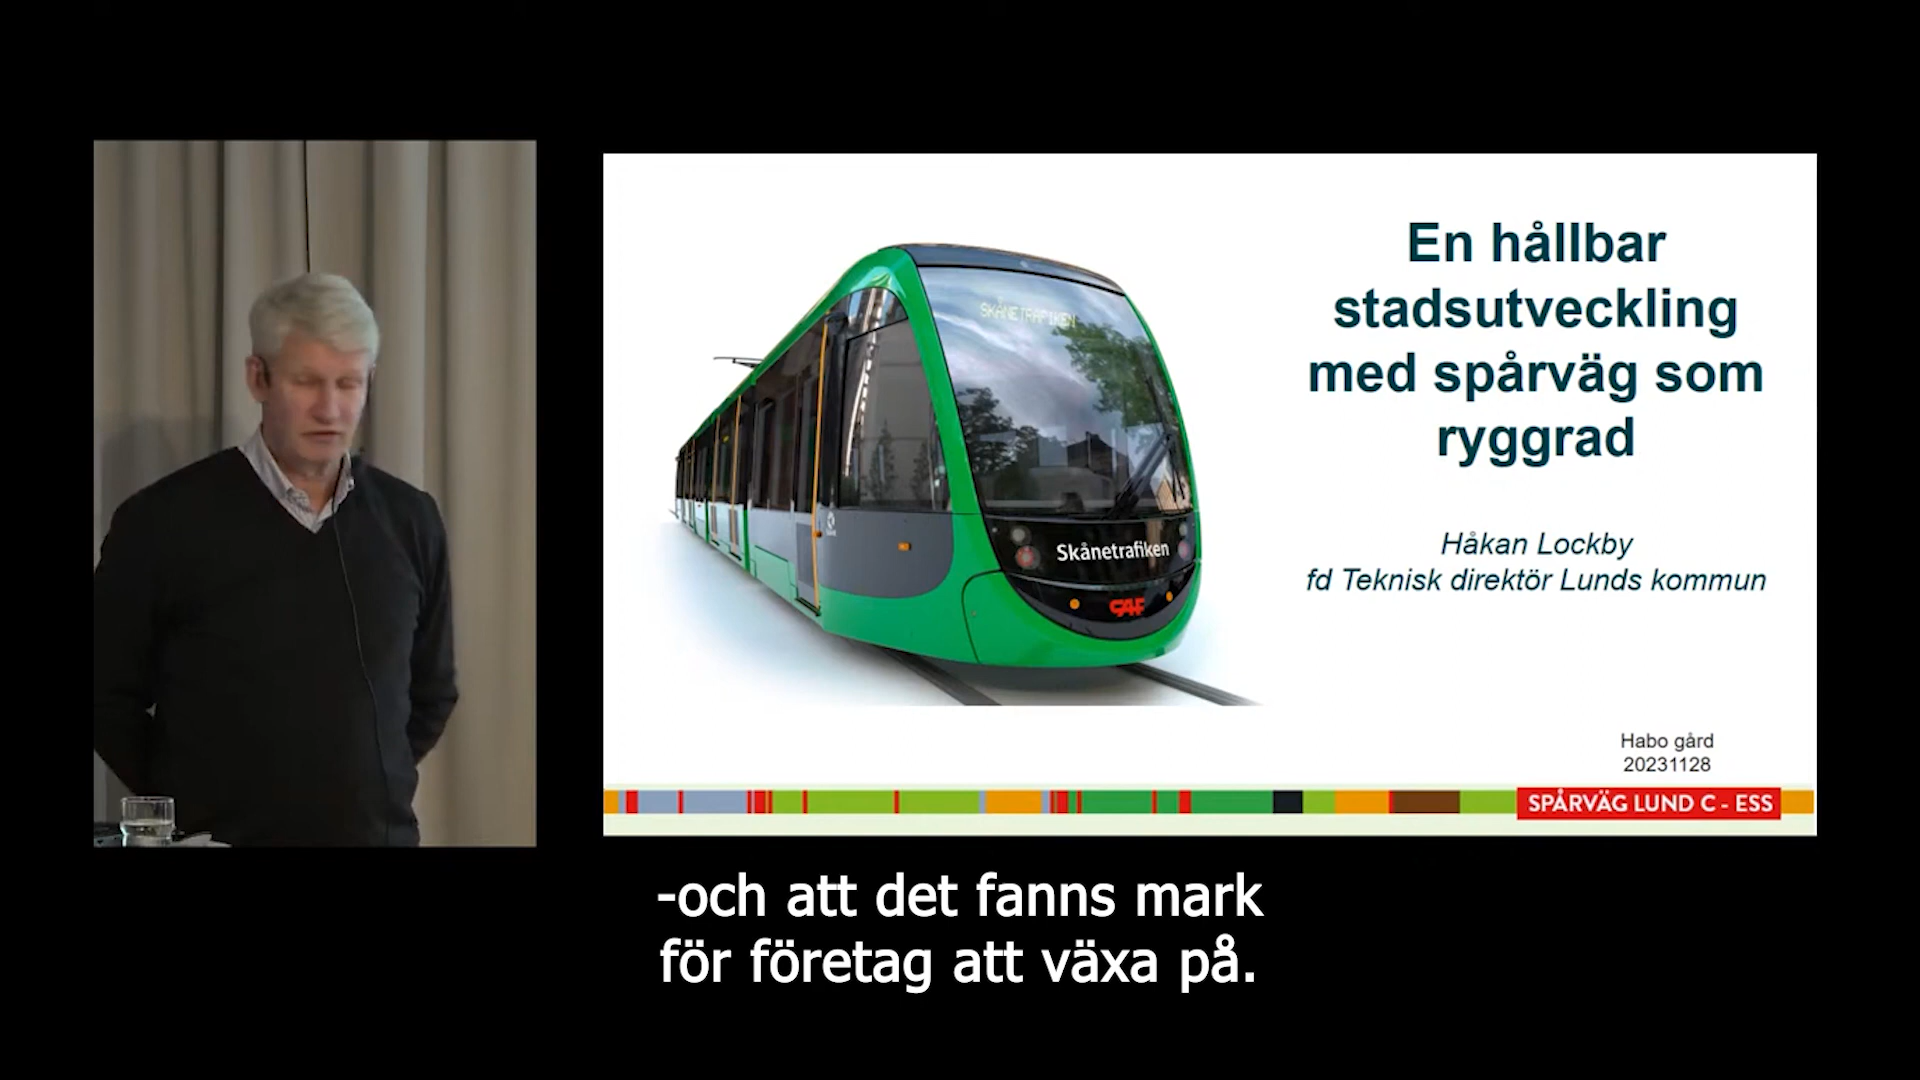 En hållbar
stadsutveckling
med spårväg som
ryggrad
Håkan Lockby
fd Teknisk direktör Lunds kommun
SKÅNETRAFIKEN
Skånetrafiken
CAF
Habo gård
20231128
SPÅRVÄG LUND C - ESS
-och att det fanns mark
för företag att växa på.